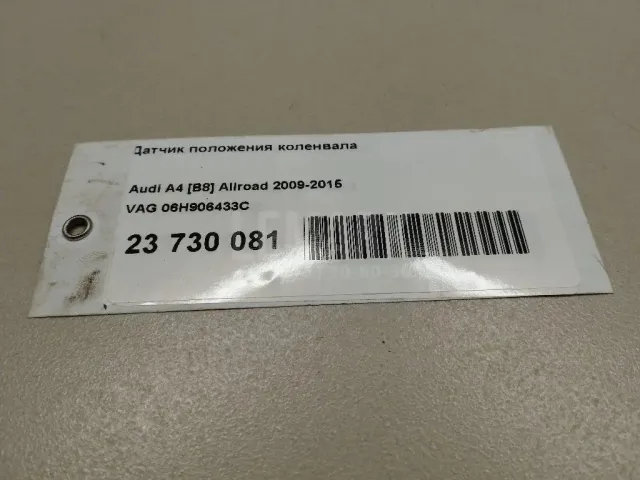 Датчик положения коленвала
Audi A4 [B8] Allroad 2009-2015
VAG 06H906433C
23 730 081